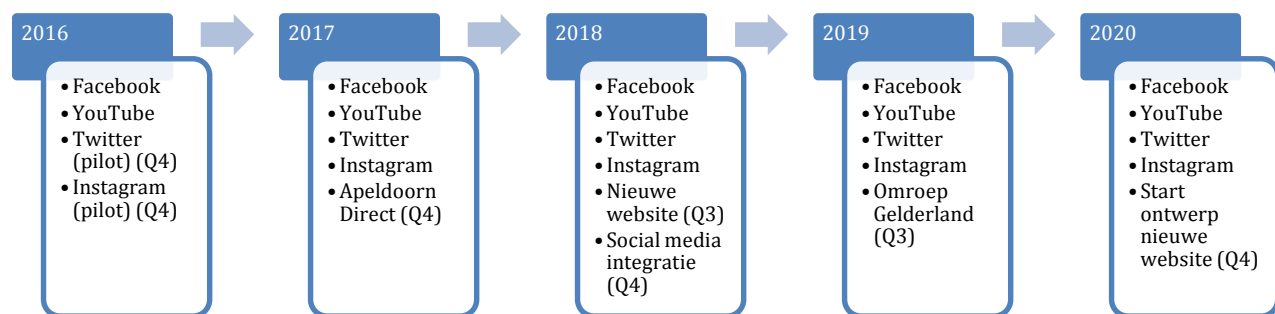 2016
• Facebook
• YouTube
• Twitter
(pilot) (Q4)
• Instagram
(pilot) (Q4)
2017
• Facebook
• YouTube
• Twitter
• Instagram
• Apeldoorn
Direct (Q4)
2018
• Facebook
• YouTube
• Twitter
• Instagram
• Nieuwe
website (Q3)
• Social media
integratie
(Q4)
2019
• Facebook
• YouTube
• Twitter
• Instagram
• Omroep
Gelderland
(Q3)
2020
• Facebook
• YouTube
• Twitter
• Instagram
• Start
ontwerp
nieuwe
website (Q4)